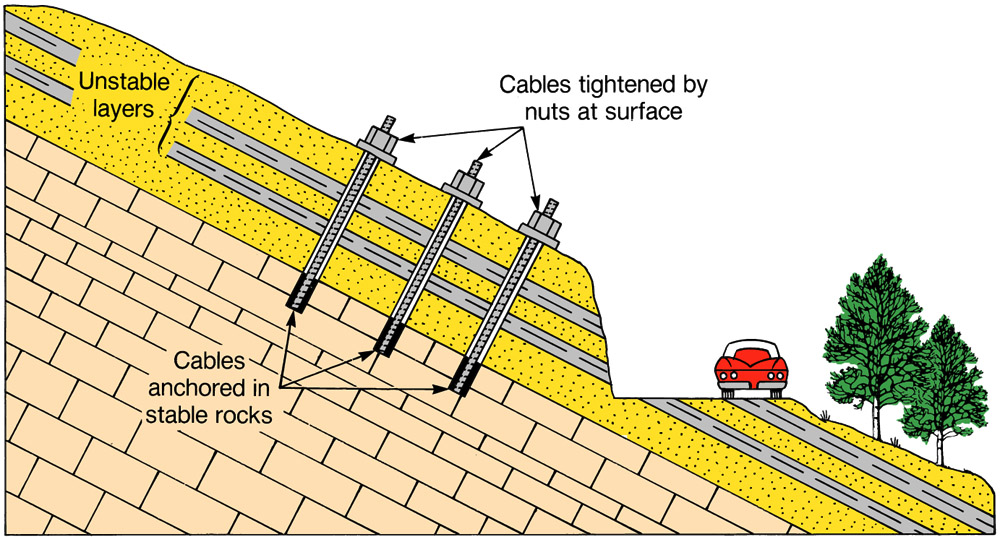 Unstable
layers
Cables tightened by
nuts at surface
Cables
anchored in
stable rocks